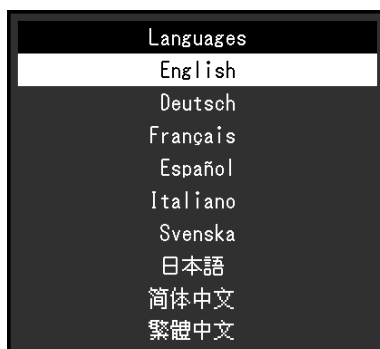 Languages
English
Deutsch
Français
Español
Italiano
Svenska
日本語
简体中文
繁體中文